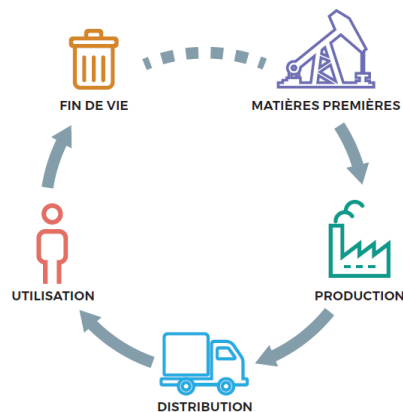 FIN DE VIE
MATIÈRES PREMIÈRES
UTILISATION
PRODUCTION
DISTRIBUTION